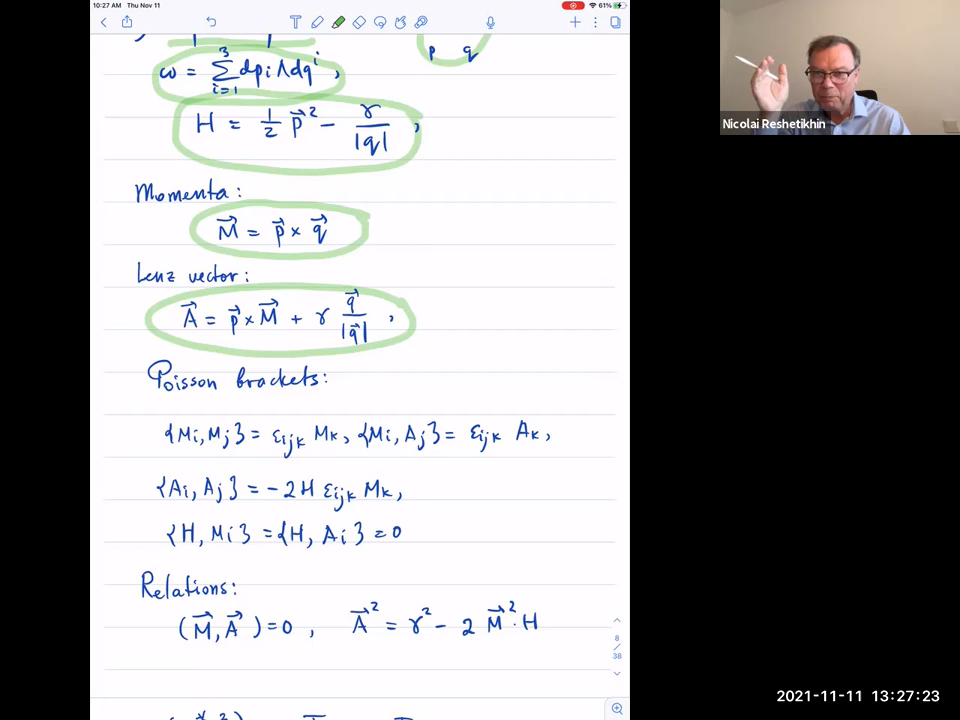 10:27 AM Thu Nov 11
61%
p q
ω = Σ_{i=1}^{3} dp_i ∧ dq^i ,
H = 1/2 p⃗² − γ/|q| ,
Momenta:
M⃗ = p⃗ × q⃗
Lenz vector:
A⃗ = p⃗ × M⃗ + γ q⃗/|q⃗| ,
Poisson brackets:
{M_i, M_j} = ε_ijk M_k, {M_i, A_j} = ε_ijk A_k,
{A_i, A_j} = −2H ε_ijk M_k,
{H, M_i} = {H, A_i} = 0
Relations:
(M⃗, A⃗) = 0 , A⃗² = γ² − 2 M⃗² · H
8
/
38
Nicolai Reshetikhin
2021-11-11 13:27:23